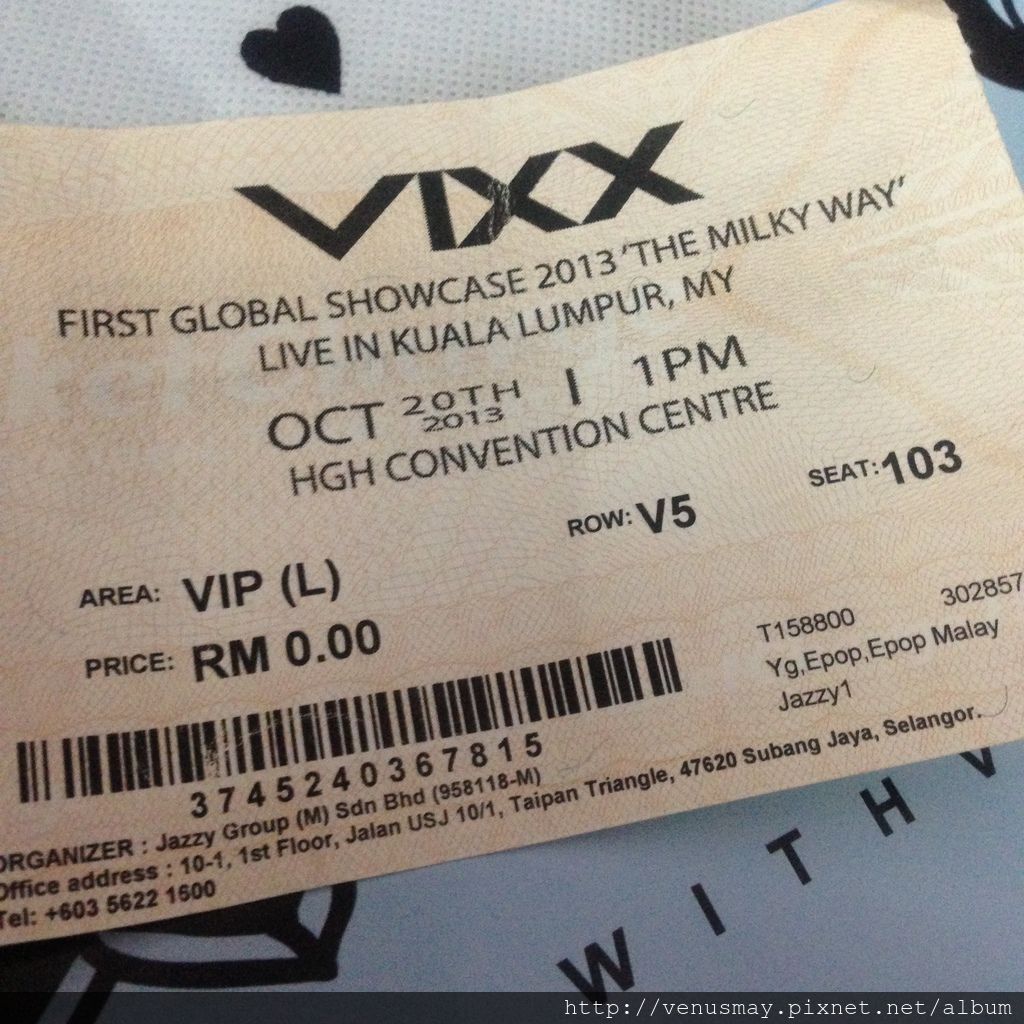 VIXX
FIRST GLOBAL SHOWCASE 2013 'THE MILKY WAY'
LIVE IN KUALA LUMPUR, MY
OCT 20TH 2013 | 1PM
HGH CONVENTION CENTRE
ROW: V5 SEAT: 103
AREA: VIP (L)
PRICE: RM 0.00
T158800 302857
Yg,Epop,Epop Malay
Jazzy1
3745240367815
ORGANIZER : Jazzy Group (M) Sdn Bhd (958118-M)
Office address : 10-1, 1st Floor, Jalan USJ 10/1, Taipan Triangle, 47620 Subang Jaya, Selangor.
Tel: +603 5622 1600
WITH V
http://venusmay.pixnet.net/album